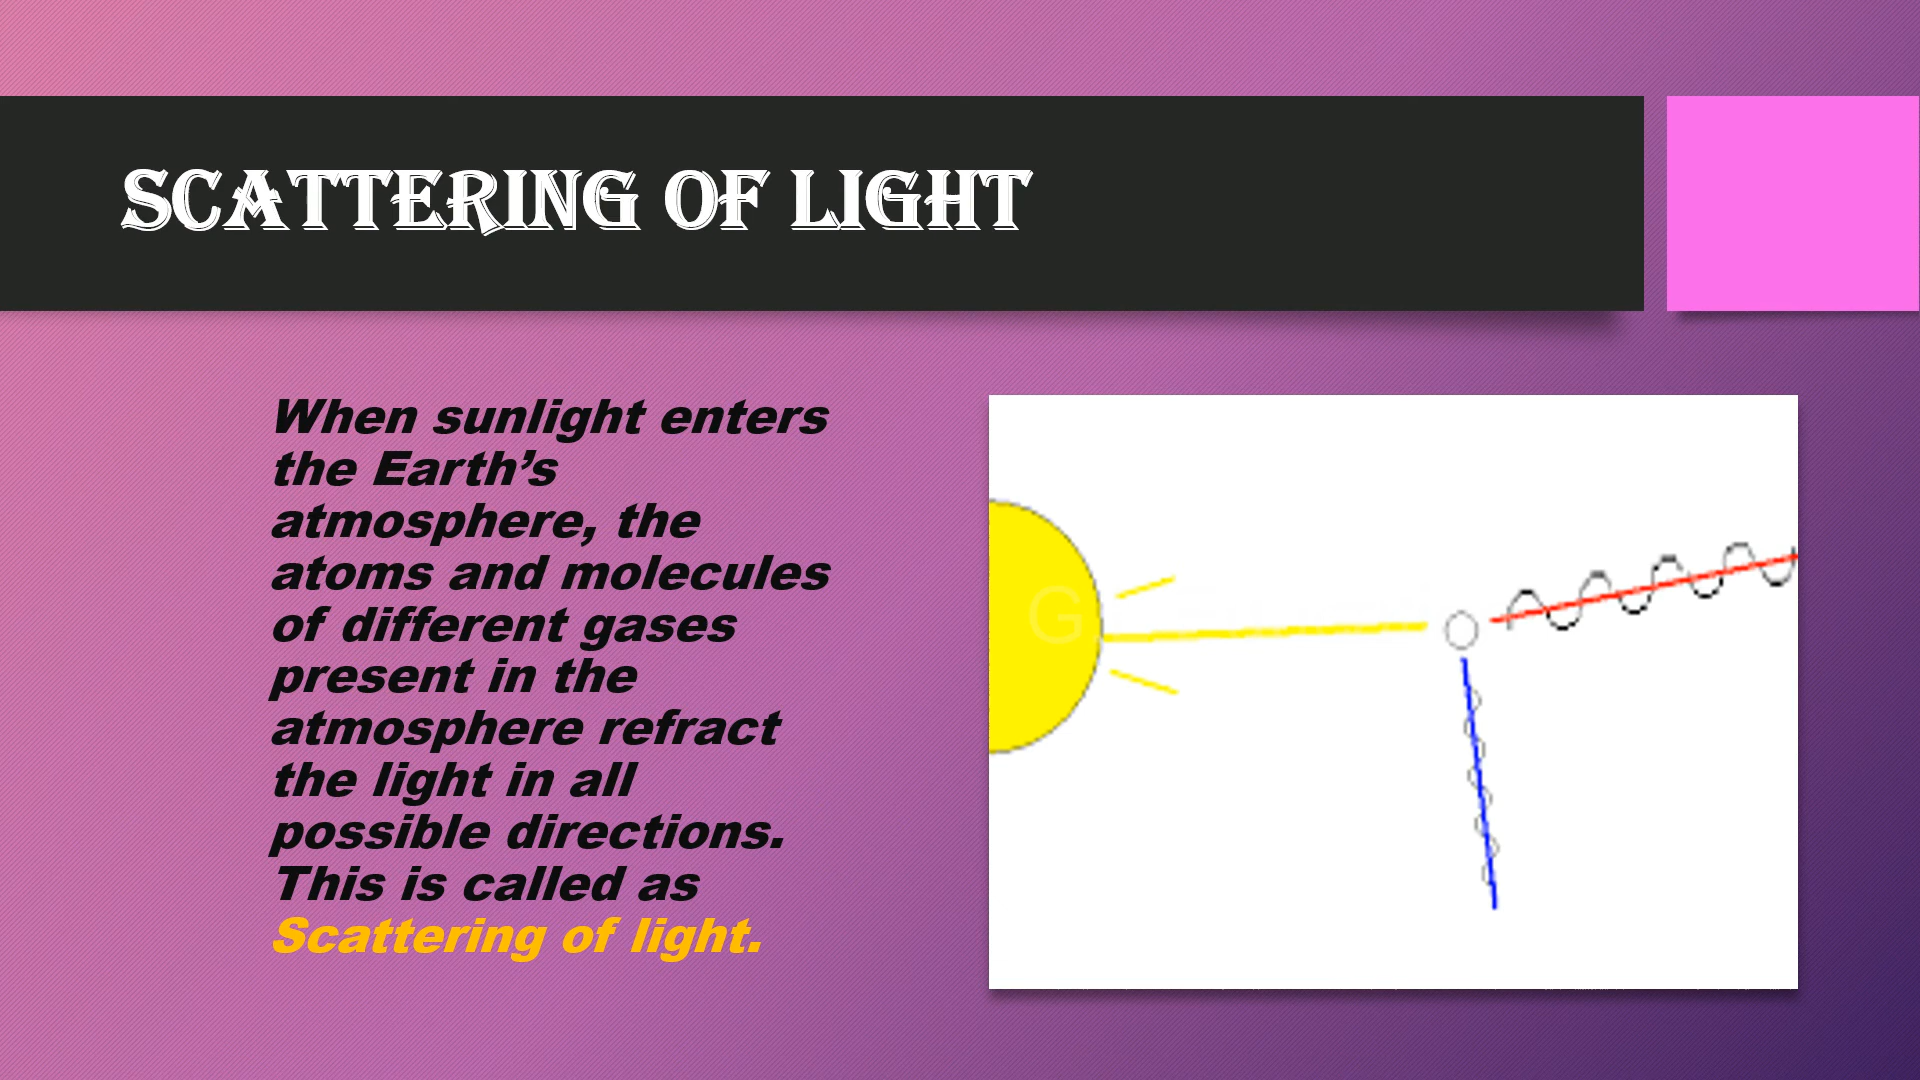 SCATTERING OF LIGHT
When sunlight enters
the Earth’s
atmosphere, the
atoms and molecules
of different gases
present in the
atmosphere refract
the light in all
possible directions.
This is called as
Scattering of light.
G